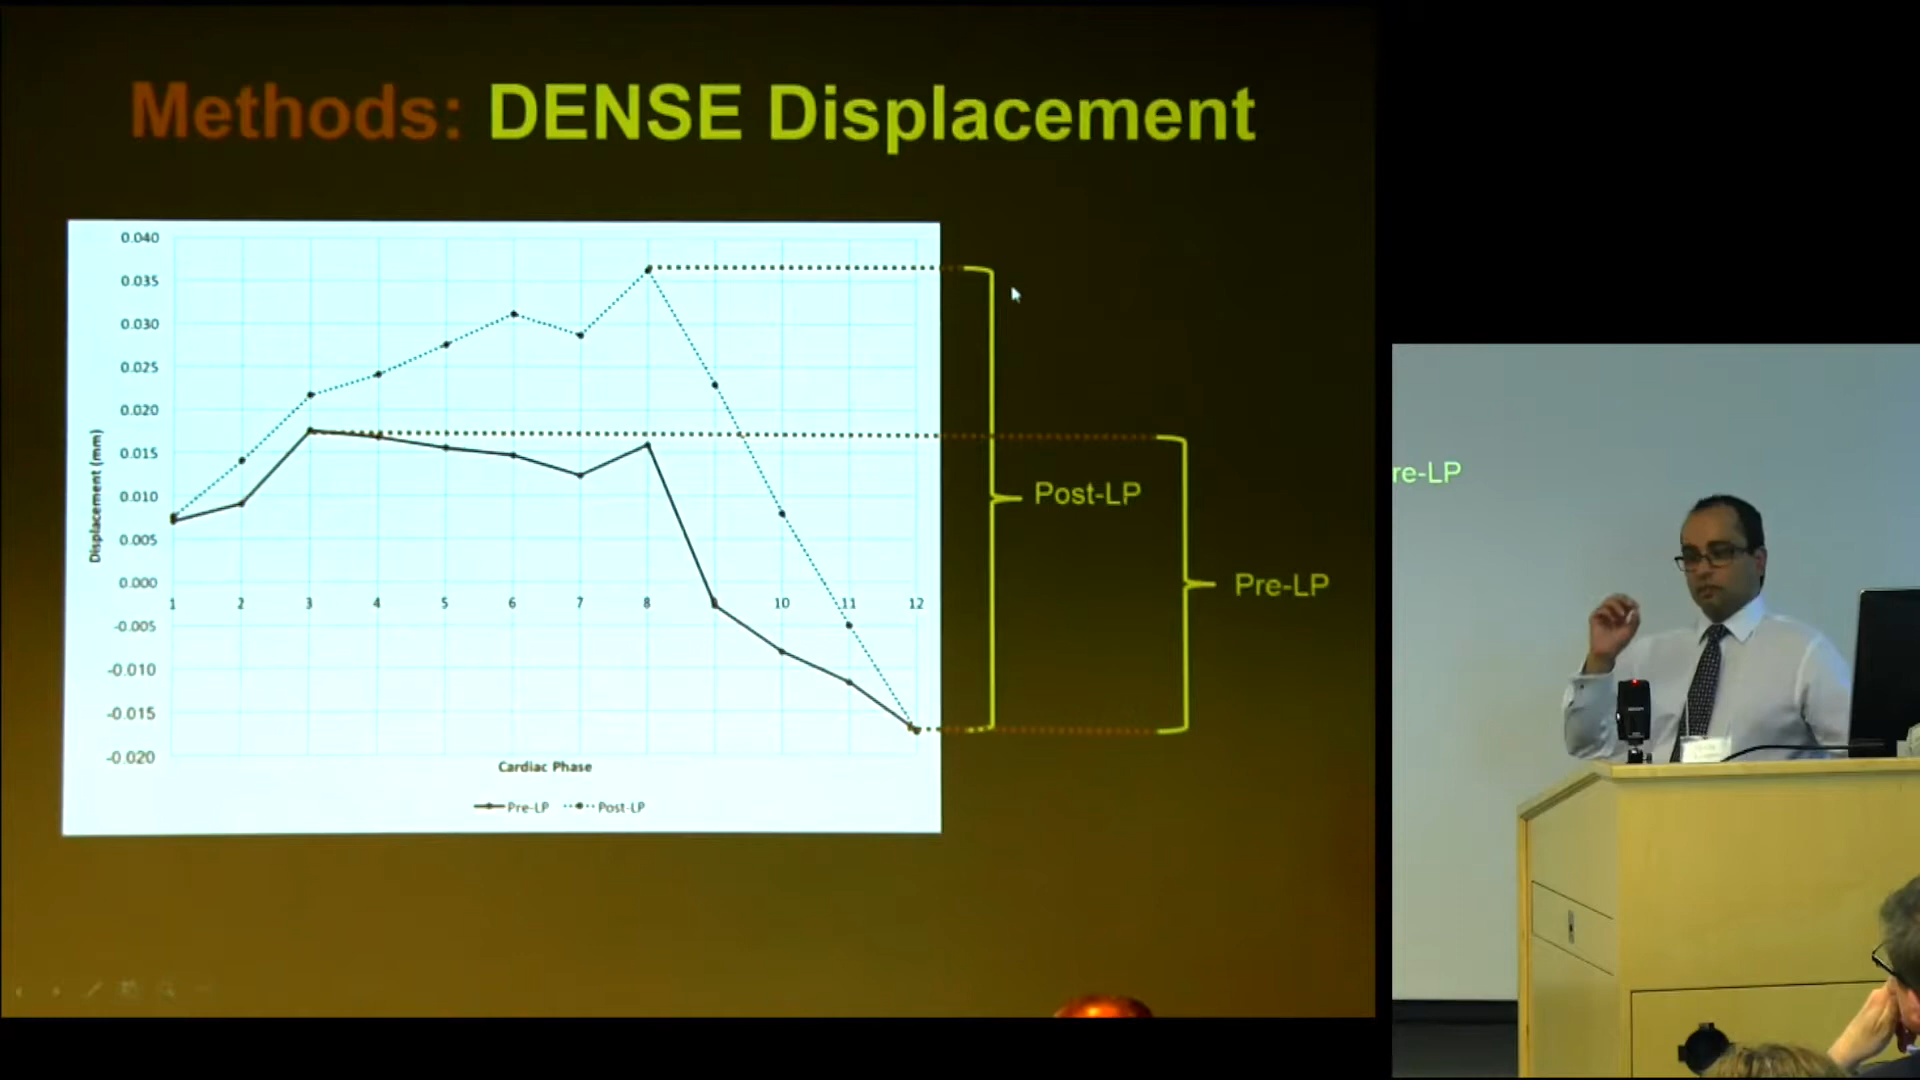 Methods: DENSE Displacement
0.040
0.035
0.030
0.025
0.020
0.015
0.010
0.005
0.000
-0.005
-0.010
-0.015
-0.020
Displacement (mm)
1 2 3 4 5 6 7 8 10 11 12
Cardiac Phase
Pre-LP Post-LP
Post-LP
Pre-LP
re-LP